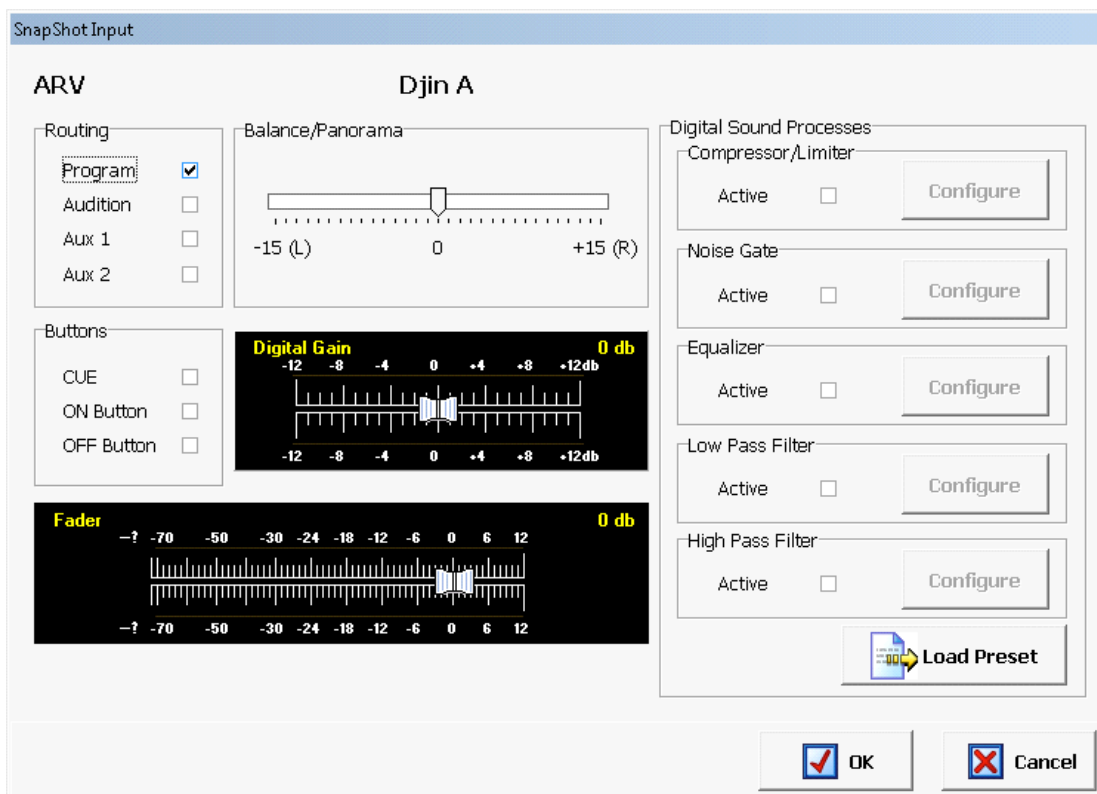 SnapShot Input
ARV Djin A
Routing
Program
Audition
Aux 1
Aux 2
Balance/Panorama
-15 (L) 0 +15 (R)
Buttons
CUE
ON Button
OFF Button
Digital Gain 0 db
-12 -8 -4 0 +4 +8 +12db
-12 -8 -4 0 +4 +8 +12db
Fader 0 db
—? -70 -50 -30 -24 -18 -12 -6 0 6 12
—? -70 -50 -30 -24 -18 -12 -6 0 6 12
Digital Sound Processes
Compressor/Limiter
Active Configure
Noise Gate
Active Configure
Equalizer
Active Configure
Low Pass Filter
Active Configure
High Pass Filter
Active Configure
Load Preset
OK Cancel